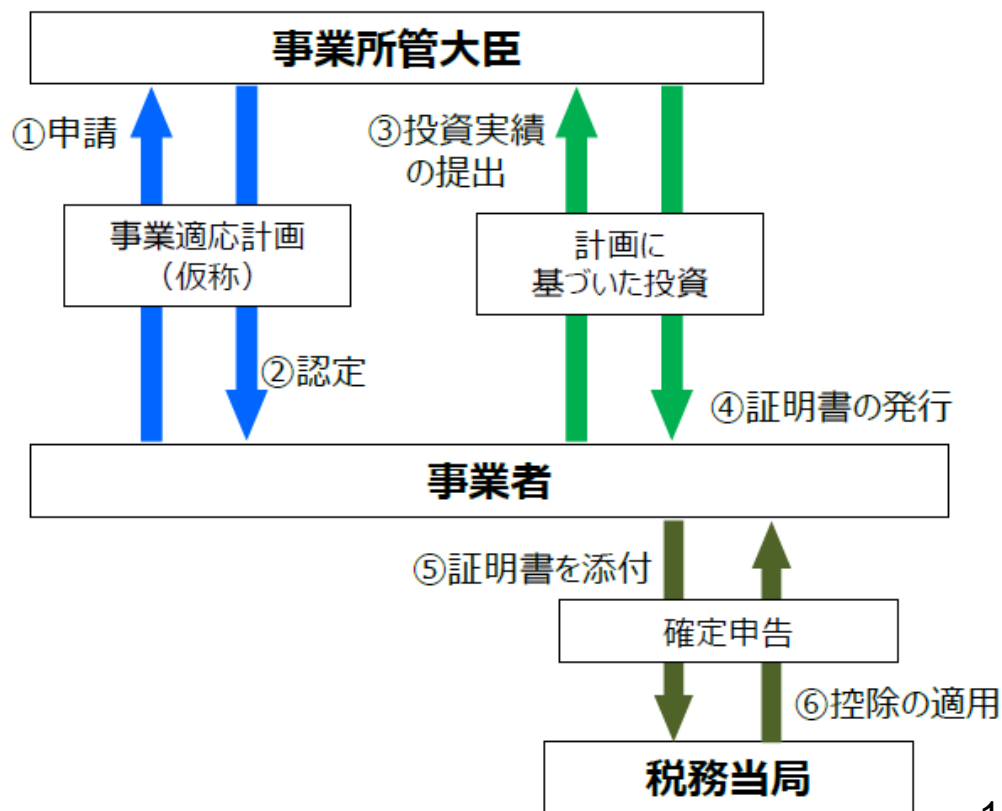 事業所管大臣
①申請
③投資実績
の提出
事業適応計画
（仮称）
計画に
基づいた投資
②認定
④証明書の発行
事業者
⑤証明書を添付
確定申告
⑥控除の適用
税務当局